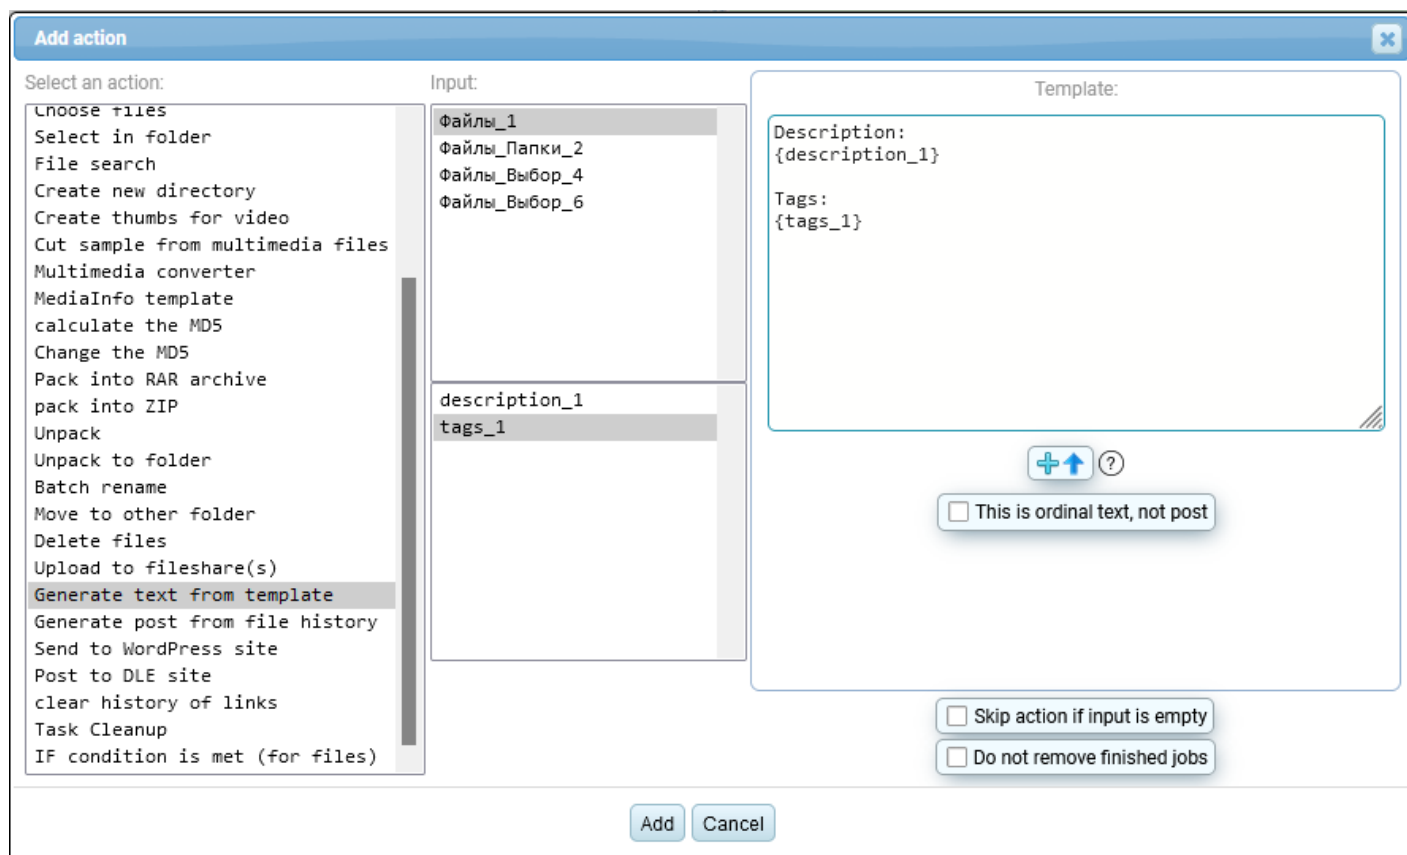 Add action
Select an action:
Choose files
Select in folder
File search
Create new directory
Create thumbs for video
Cut sample from multimedia files
Multimedia converter
MediaInfo template
calculate the MD5
Change the MD5
Pack into RAR archive
pack into ZIP
Unpack
Unpack to folder
Batch rename
Move to other folder
Delete files
Upload to fileshare(s)
Generate text from template
Generate post from file history
Send to WordPress site
Post to DLE site
clear history of links
Task Cleanup
IF condition is met (for files)
Input:
Файлы_1
Файлы_Папки_2
Файлы_Выбор_4
Файлы_Выбор_6
description_1
tags_1
Template:
Description:
{description_1}
Tags:
{tags_1}
?
This is ordinal text, not post
Skip action if input is empty
Do not remove finished jobs
Add
Cancel